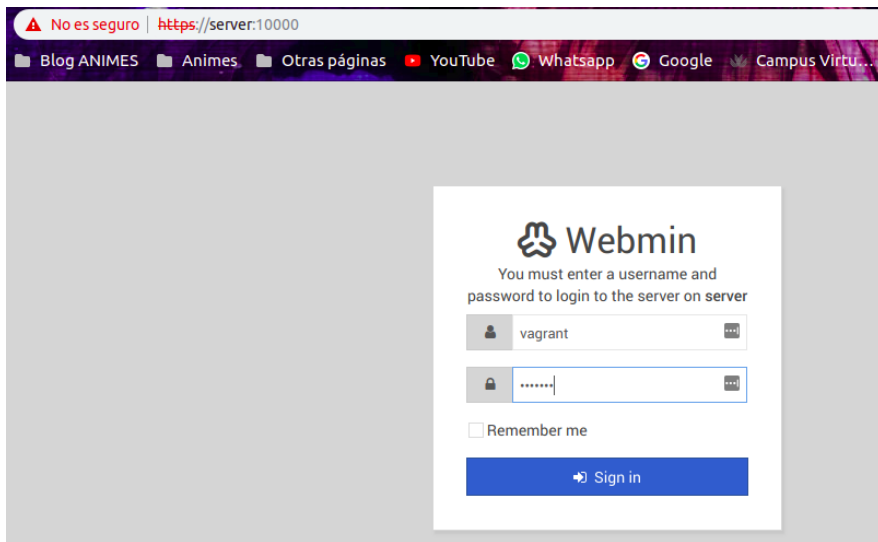 No es seguro | https://server:10000
Blog ANIMES Animes Otras páginas YouTube Whatsapp Google Campus Virtu...
Webmin
You must enter a username and
password to login to the server on server
vagrant
•••••••
Remember me
Sign in